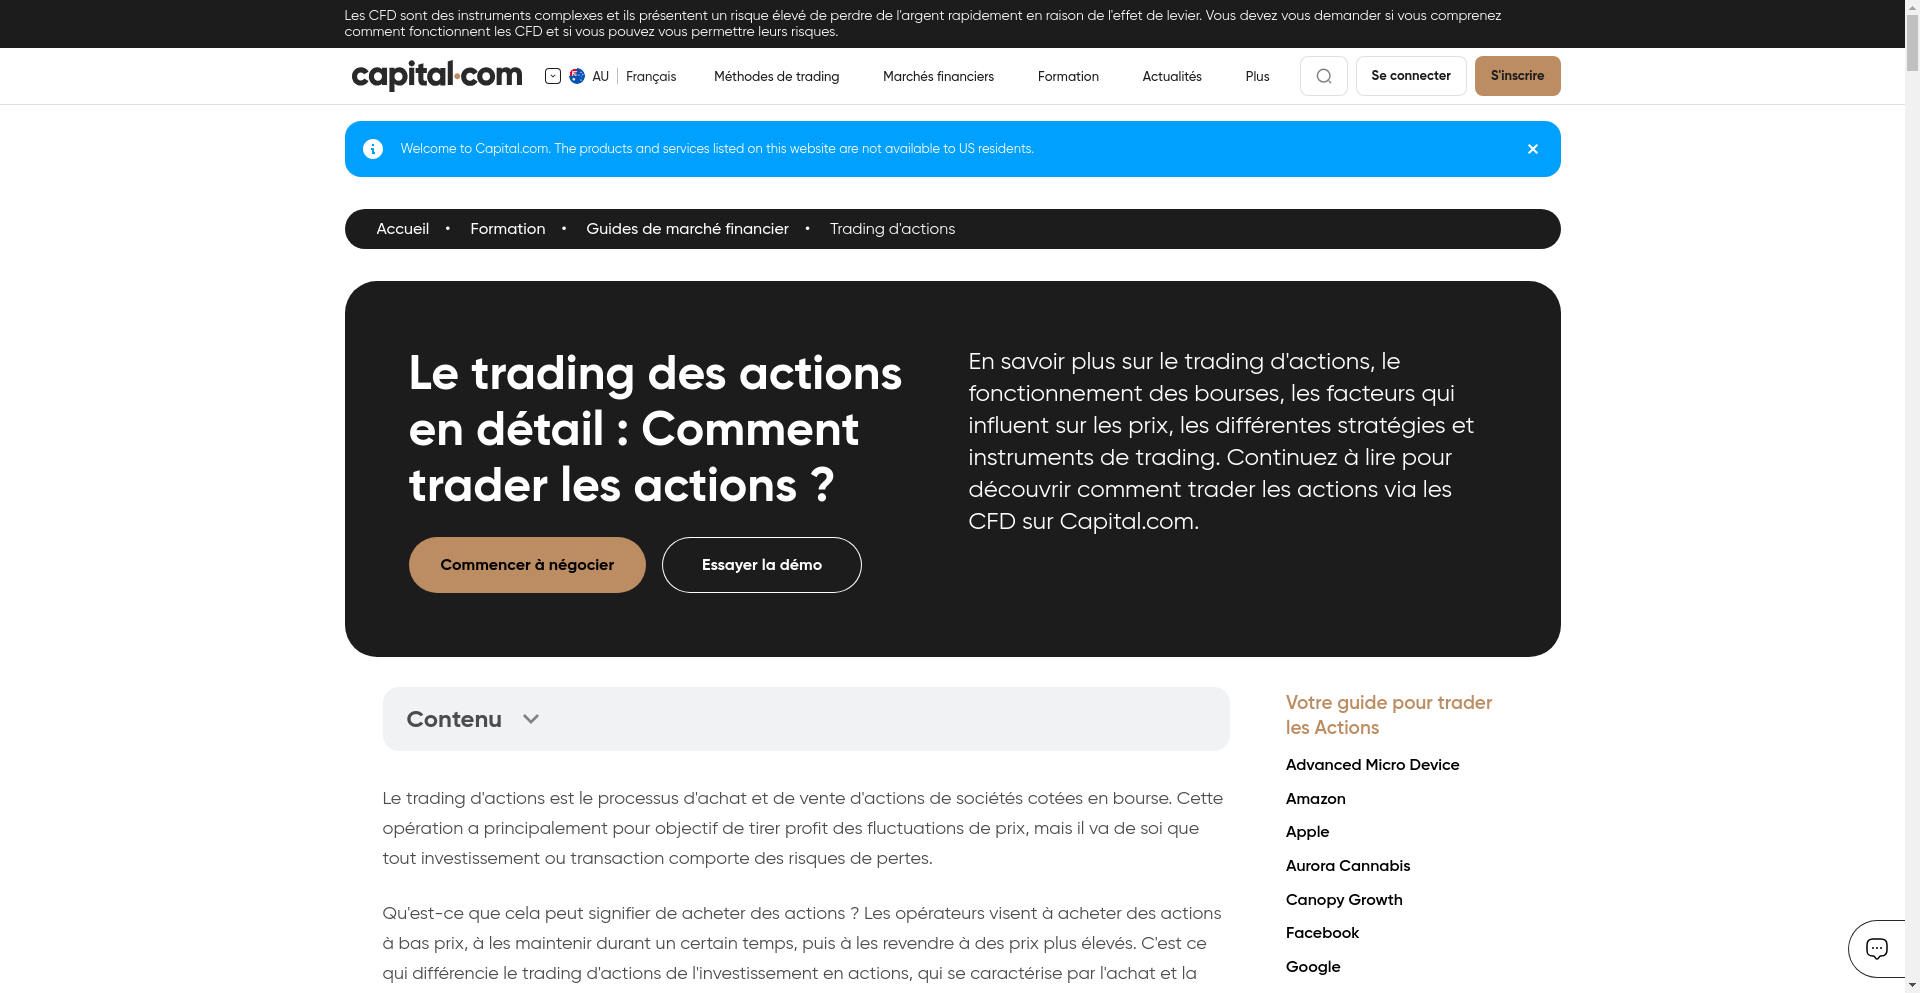 Les CFD sont des instruments complexes et ils présentent un risque élevé de perdre de l'argent rapidement en raison de l'effet de levier. Vous devez vous demander si vous comprenez
comment fonctionnent les CFD et si vous pouvez vous permettre leurs risques.
capital.com
AU
Français
Méthodes de trading
Marchés financiers
Formation
Actualités
Plus
Se connecter
S'inscrire
Welcome to Capital.com. The products and services listed on this website are not available to US residents.
Accueil • Formation • Guides de marché financier • Trading d'actions
Le trading des actions
en détail : Comment
trader les actions ?
Commencer à négocier
Essayer la démo
En savoir plus sur le trading d'actions, le
fonctionnement des bourses, les facteurs qui
influent sur les prix, les différentes stratégies et
instruments de trading. Continuez à lire pour
découvrir comment trader les actions via les
CFD sur Capital.com.
Contenu
Le trading d'actions est le processus d'achat et de vente d'actions de sociétés cotées en bourse. Cette
opération a principalement pour objectif de tirer profit des fluctuations de prix, mais il va de soi que
tout investissement ou transaction comporte des risques de pertes.
Qu'est-ce que cela peut signifier de acheter des actions ? Les opérateurs visent à acheter des actions
à bas prix, à les maintenir durant un certain temps, puis à les revendre à des prix plus élevés. C'est ce
qui différencie le trading d'actions de l'investissement en actions, qui se caractérise par l'achat et la
Votre guide pour trader
les Actions
Advanced Micro Device
Amazon
Apple
Aurora Cannabis
Canopy Growth
Facebook
Google